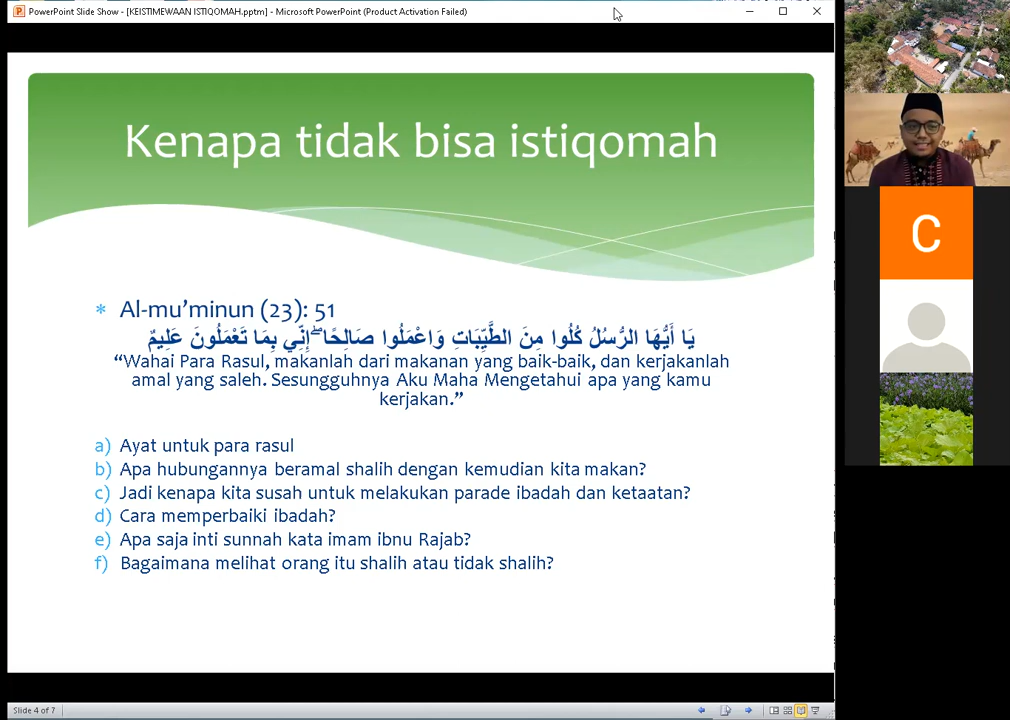 PowerPoint Slide Show - [KEISTIMEWAAN ISTIQOMAH.pptm] - Microsoft PowerPoint (Product Activation Failed)
Kenapa tidak bisa istiqomah
Al-mu’minun (23): 51
يَا أَيُّهَا الرُّسُلُ كُلُوا مِنَ الطَّيِّبَاتِ وَاعْمَلُوا صَالِحًا ۖ إِنِّي بِمَا تَعْمَلُونَ عَلِيمٌ
“Wahai Para Rasul, makanlah dari makanan yang baik-baik, dan kerjakanlah
amal yang saleh. Sesungguhnya Aku Maha Mengetahui apa yang kamu
kerjakan.”
a) Ayat untuk para rasul
b) Apa hubungannya beramal shalih dengan kemudian kita makan?
c) Jadi kenapa kita susah untuk melakukan parade ibadah dan ketaatan?
d) Cara memperbaiki ibadah?
e) Apa saja inti sunnah kata imam ibnu Rajab?
f) Bagaimana melihat orang itu shalih atau tidak shalih?
C
Slide 4 of 7